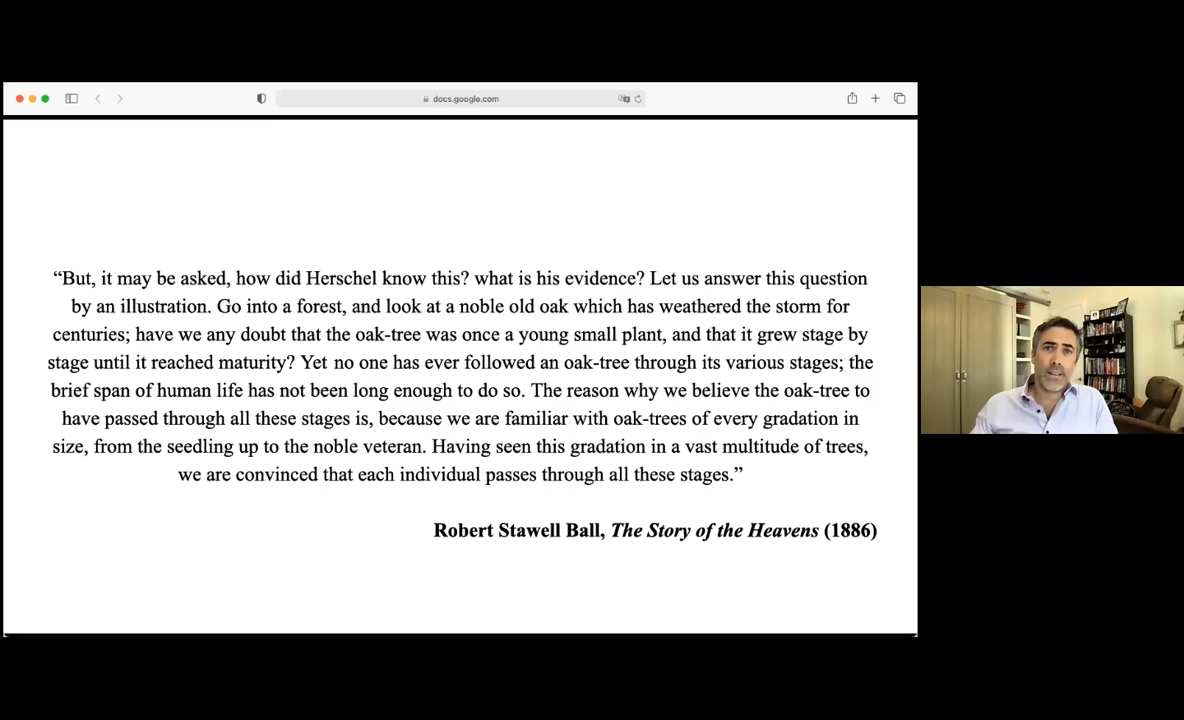 docs.google.com
“But, it may be asked, how did Herschel know this? what is his evidence? Let us answer this question
by an illustration. Go into a forest, and look at a noble old oak which has weathered the storm for
centuries; have we any doubt that the oak-tree was once a young small plant, and that it grew stage by
stage until it reached maturity? Yet no one has ever followed an oak-tree through its various stages; the
brief span of human life has not been long enough to do so. The reason why we believe the oak-tree to
have passed through all these stages is, because we are familiar with oak-trees of every gradation in
size, from the seedling up to the noble veteran. Having seen this gradation in a vast multitude of trees,
we are convinced that each individual passes through all these stages.”
Robert Stawell Ball, The Story of the Heavens (1886)